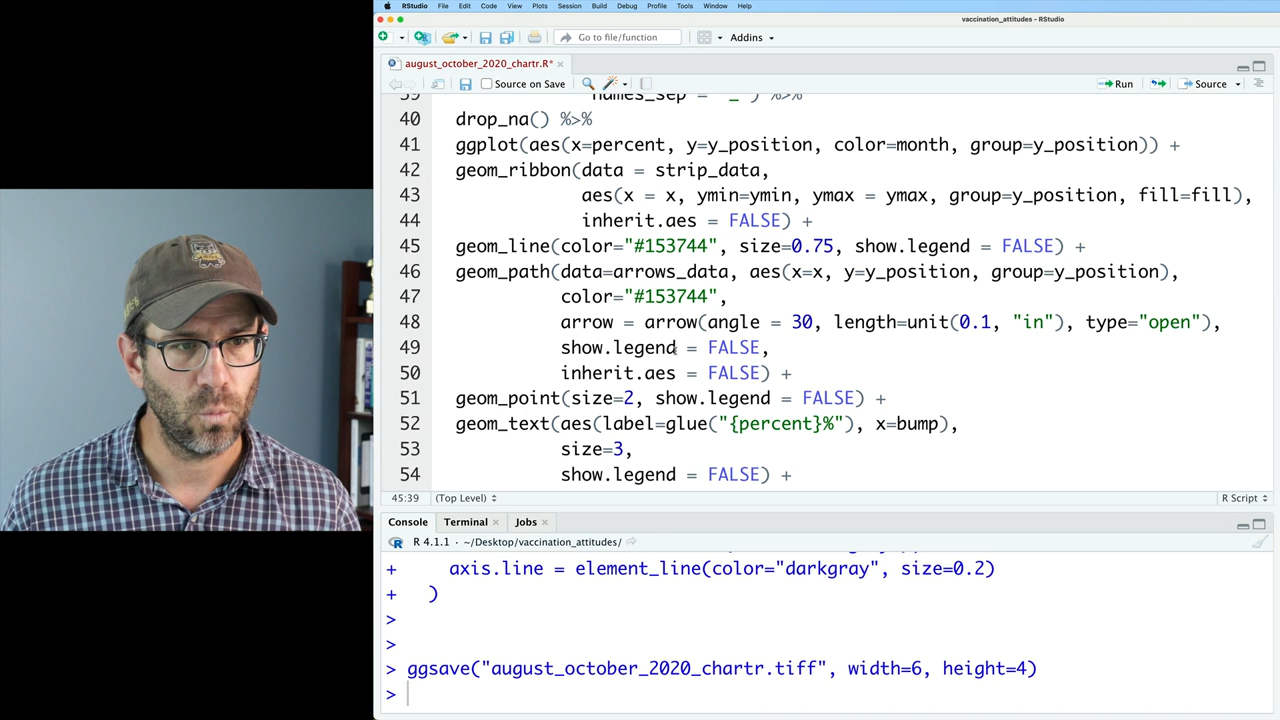 RStudio File Edit Code View Plots Session Build Debug Profile Tools Window Help
vaccination_attitudes - RStudio
Go to file/function Addins
august_october_2020_chartr.R*
Source on Save Run Source
39 names_sep = "_") %>%
40 drop_na() %>%
41 ggplot(aes(x=percent, y=y_position, color=month, group=y_position)) +
42 geom_ribbon(data = strip_data,
43 aes(x = x, ymin=ymin, ymax = ymax, group=y_position, fill=fill),
44 inherit.aes = FALSE) +
45 geom_line(color="#153744", size=0.75, show.legend = FALSE) +
46 geom_path(data=arrows_data, aes(x=x, y=y_position, group=y_position),
47 color="#153744",
48 arrow = arrow(angle = 30, length=unit(0.1, "in"), type="open"),
49 show.legend = FALSE,
50 inherit.aes = FALSE) +
51 geom_point(size=2, show.legend = FALSE) +
52 geom_text(aes(label=glue("{percent}%"), x=bump),
53 size=3,
54 show.legend = FALSE) +
45:39 (Top Level) R Script
Console Terminal Jobs
R 4.1.1 · ~/Desktop/vaccination_attitudes/
+ axis.line = element_line(color="darkgray", size=0.2)
+ )
>
>
> ggsave("august_october_2020_chartr.tiff", width=6, height=4)
>